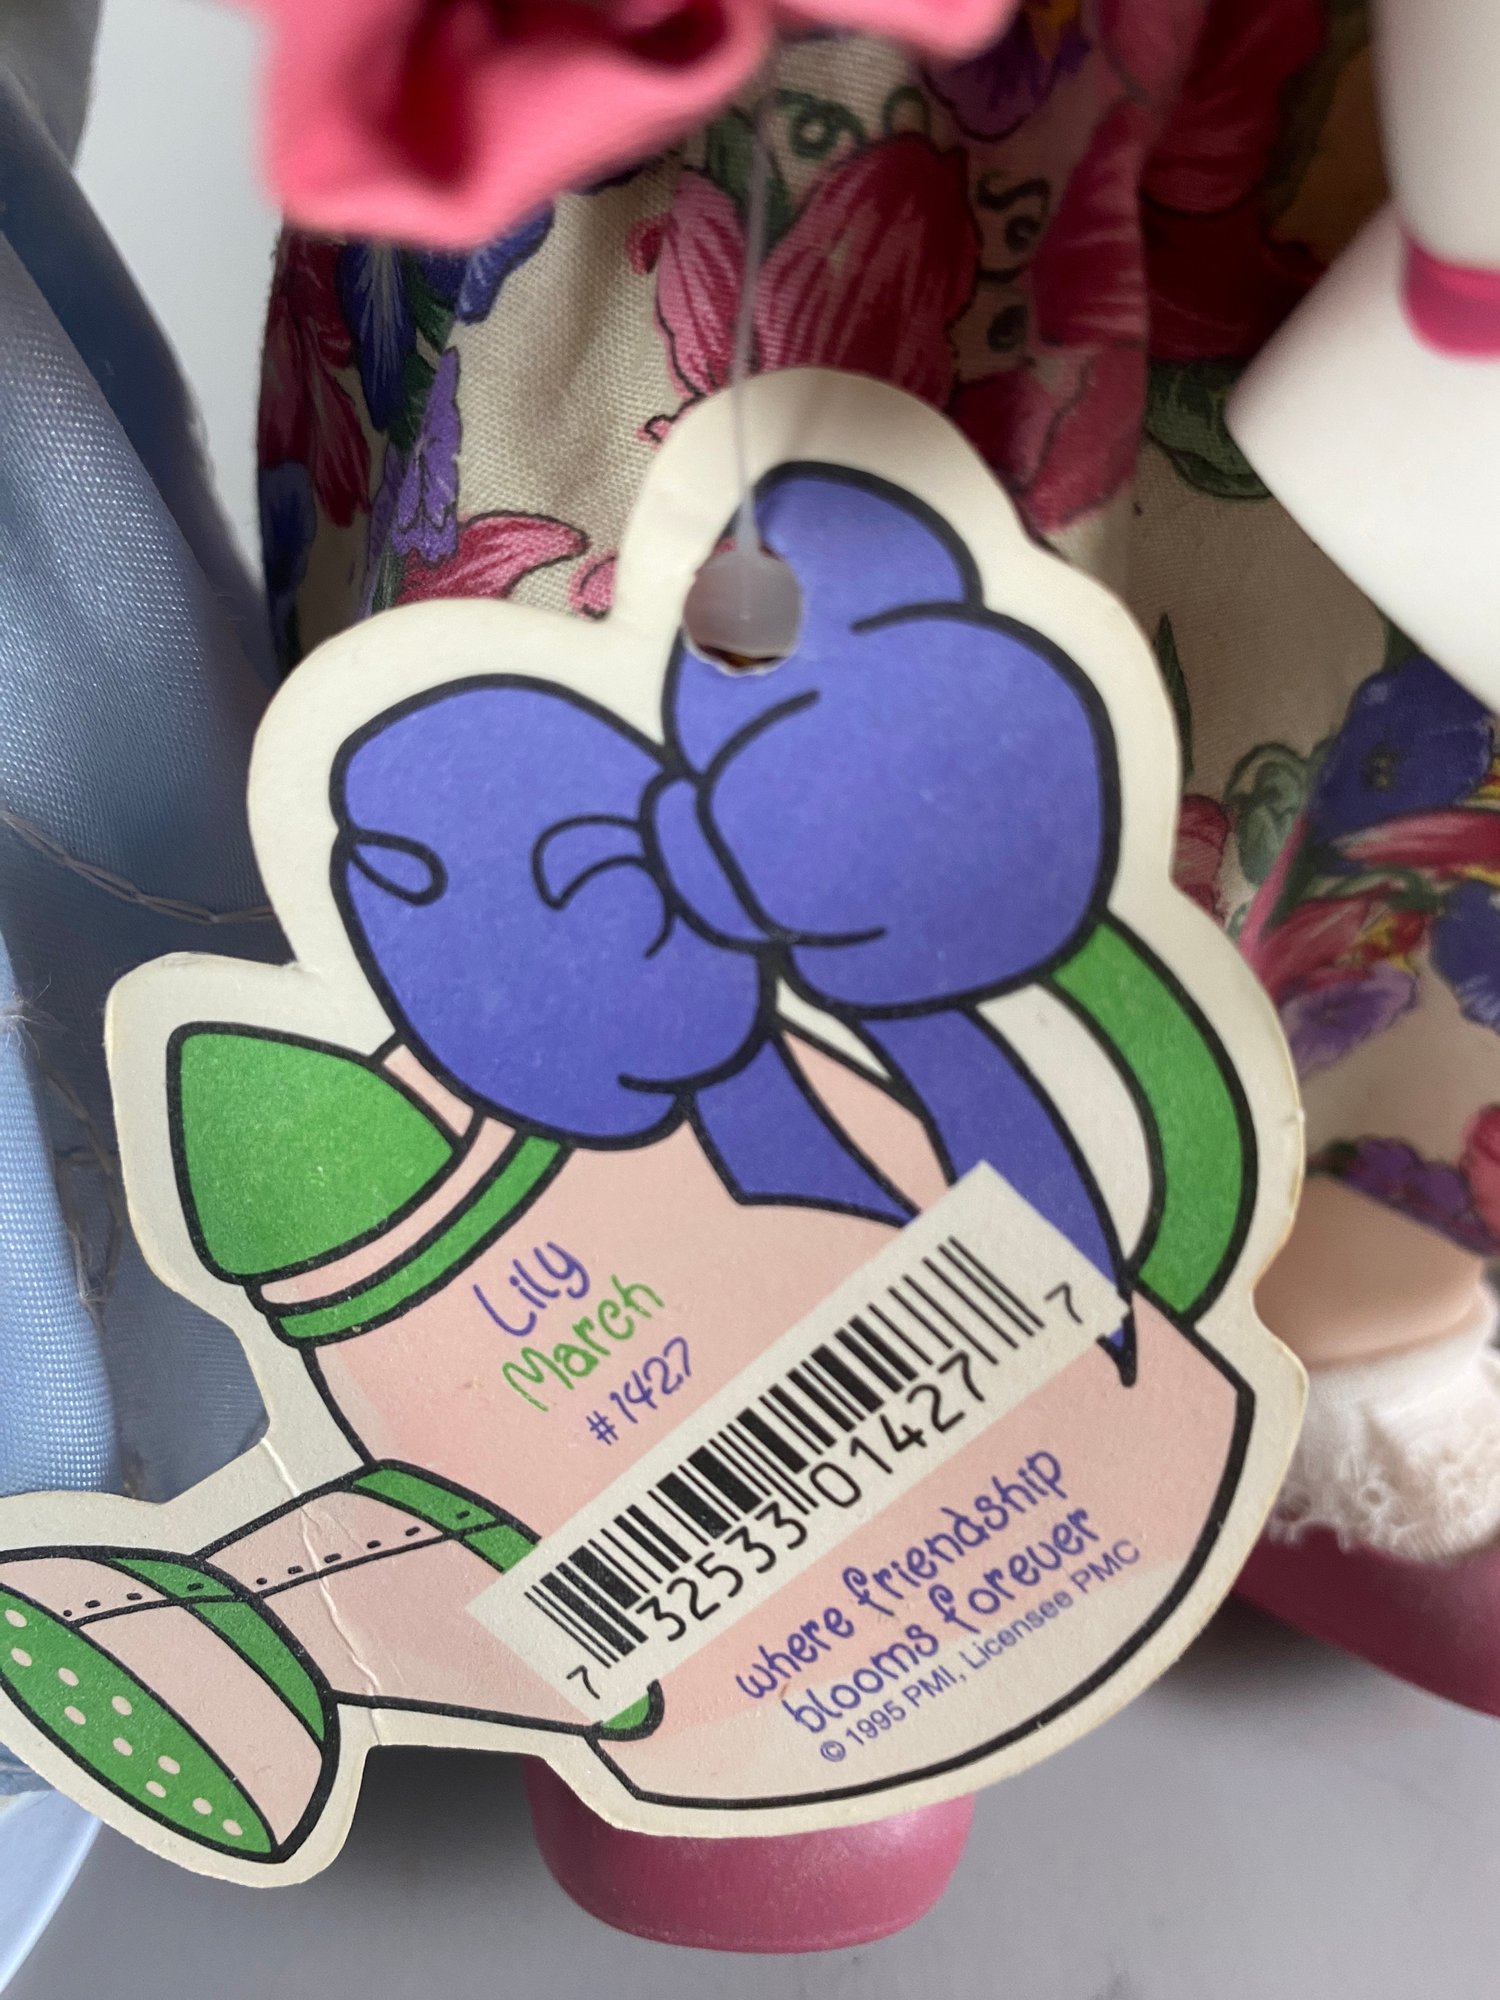 Lily
March
#1427
7 32533 01427 7
where friendship
blooms forever
© 1995 PMI, Licensee PMC